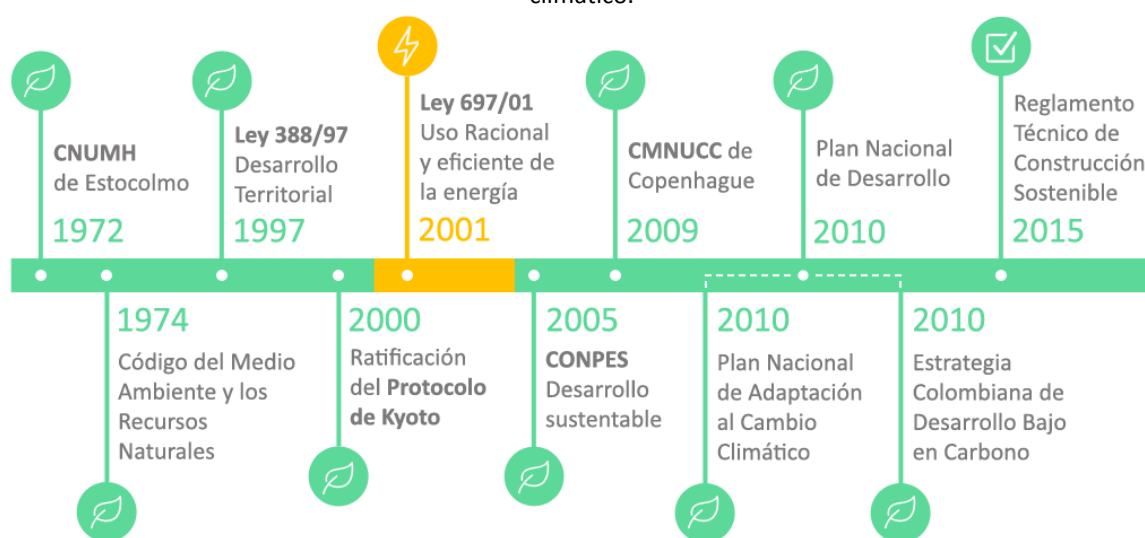 climático.
CNUMH
de Estocolmo
1972
Ley 388/97
Desarrollo
Territorial
1997
Ley 697/01
Uso Racional
y eficiente de
la energía
2001
CMNUCC de
Copenhague
2009
Plan Nacional
de Desarrollo
2010
Reglamento
Técnico de
Construcción
Sostenible
2015
1974
Código del Medio
Ambiente y los
Recursos
Naturales
2000
Ratificación
del Protocolo
de Kyoto
2005
CONPES
Desarrollo
sustentable
2010
Plan Nacional
de Adaptación
al Cambio
Climático
2010
Estrategia
Colombiana de
Desarrollo Bajo
en Carbono